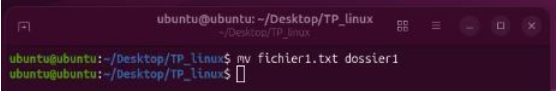 ubuntu@ubuntu: ~/Desktop/TP_linux
~/Desktop/TP_linux
ubuntu@ubuntu:~/Desktop/TP_linux$ mv fichier1.txt dossier1
ubuntu@ubuntu:~/Desktop/TP_linux$